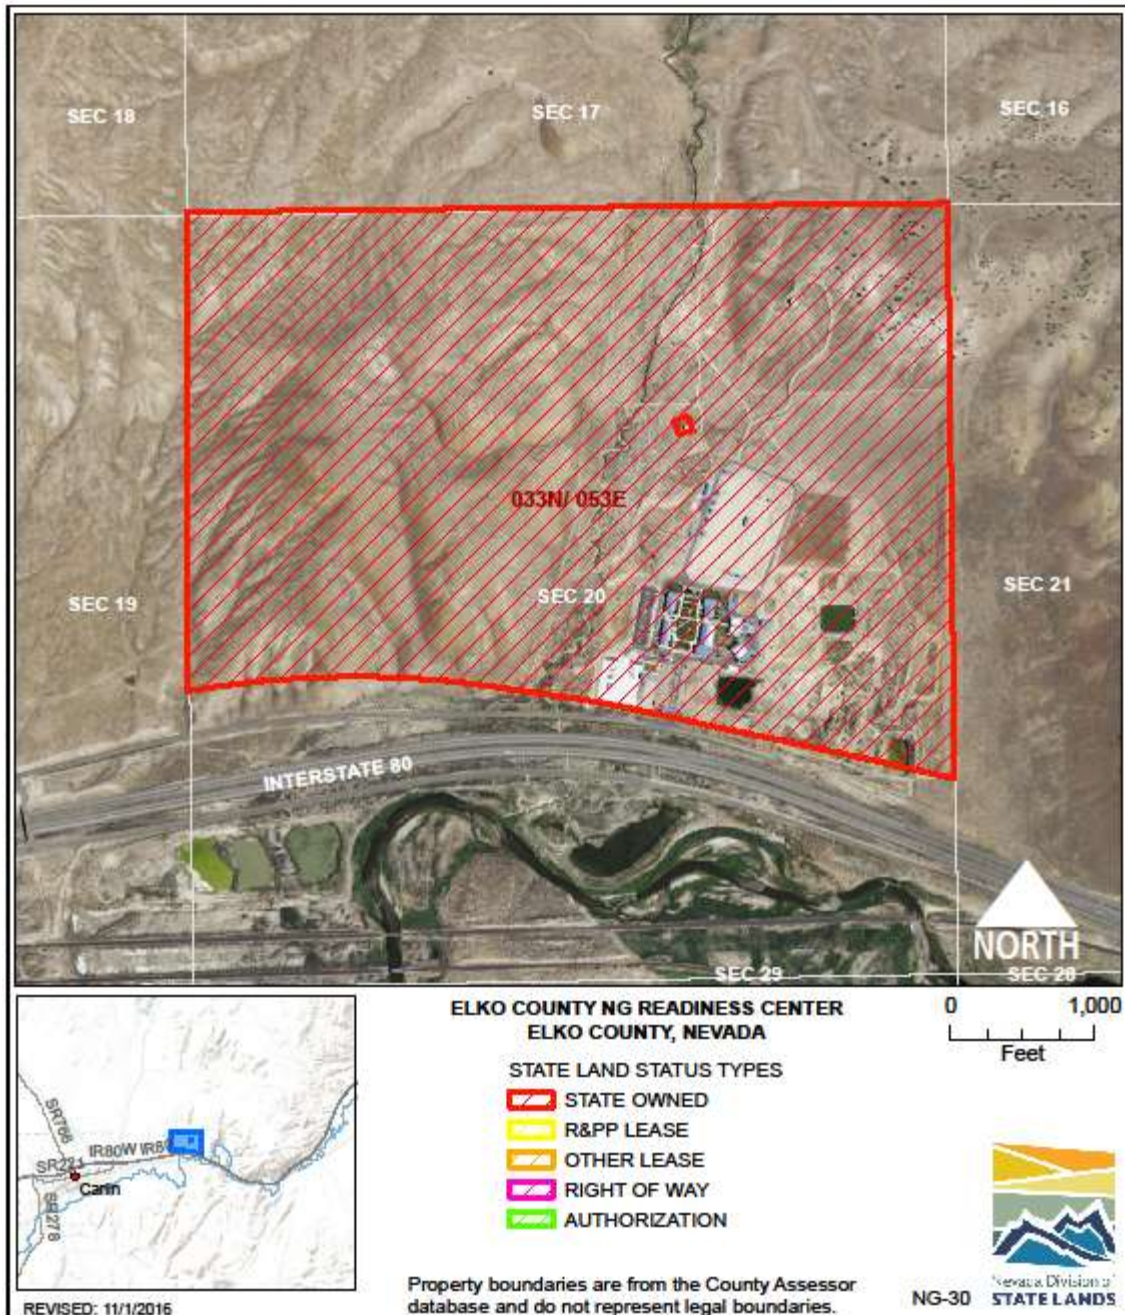 SEC 18
SEC 17
SEC 16
033N/ 053E
SEC 19
SEC 20
SEC 21
INTERSTATE 80
NORTH
SEC 29
SEC 28
SR766
IR80W IR80
SR221
Carlin
SR278
REVISED: 11/1/2016
ELKO COUNTY NG READINESS CENTER
ELKO COUNTY, NEVADA
STATE LAND STATUS TYPES
STATE OWNED
R&PP LEASE
OTHER LEASE
RIGHT OF WAY
AUTHORIZATION
Property boundaries are from the County Assessor
database and do not represent legal boundaries.
0 1,000
Feet
NG-30
Nevada Division of
STATE LANDS